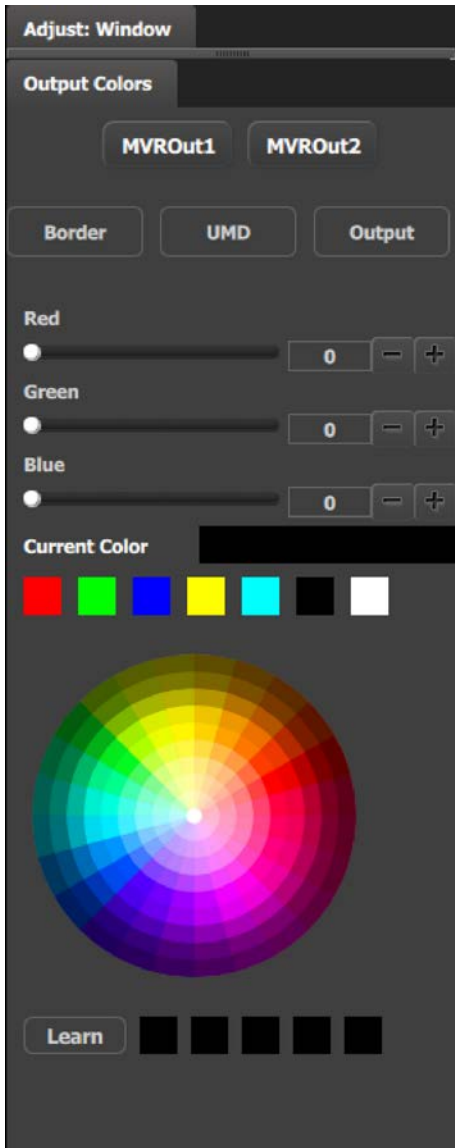 Adjust: Window
Output Colors
MVROut1 MVROut2
Border UMD Output
Red
0
Green
0
Blue
0
Current Color
Learn